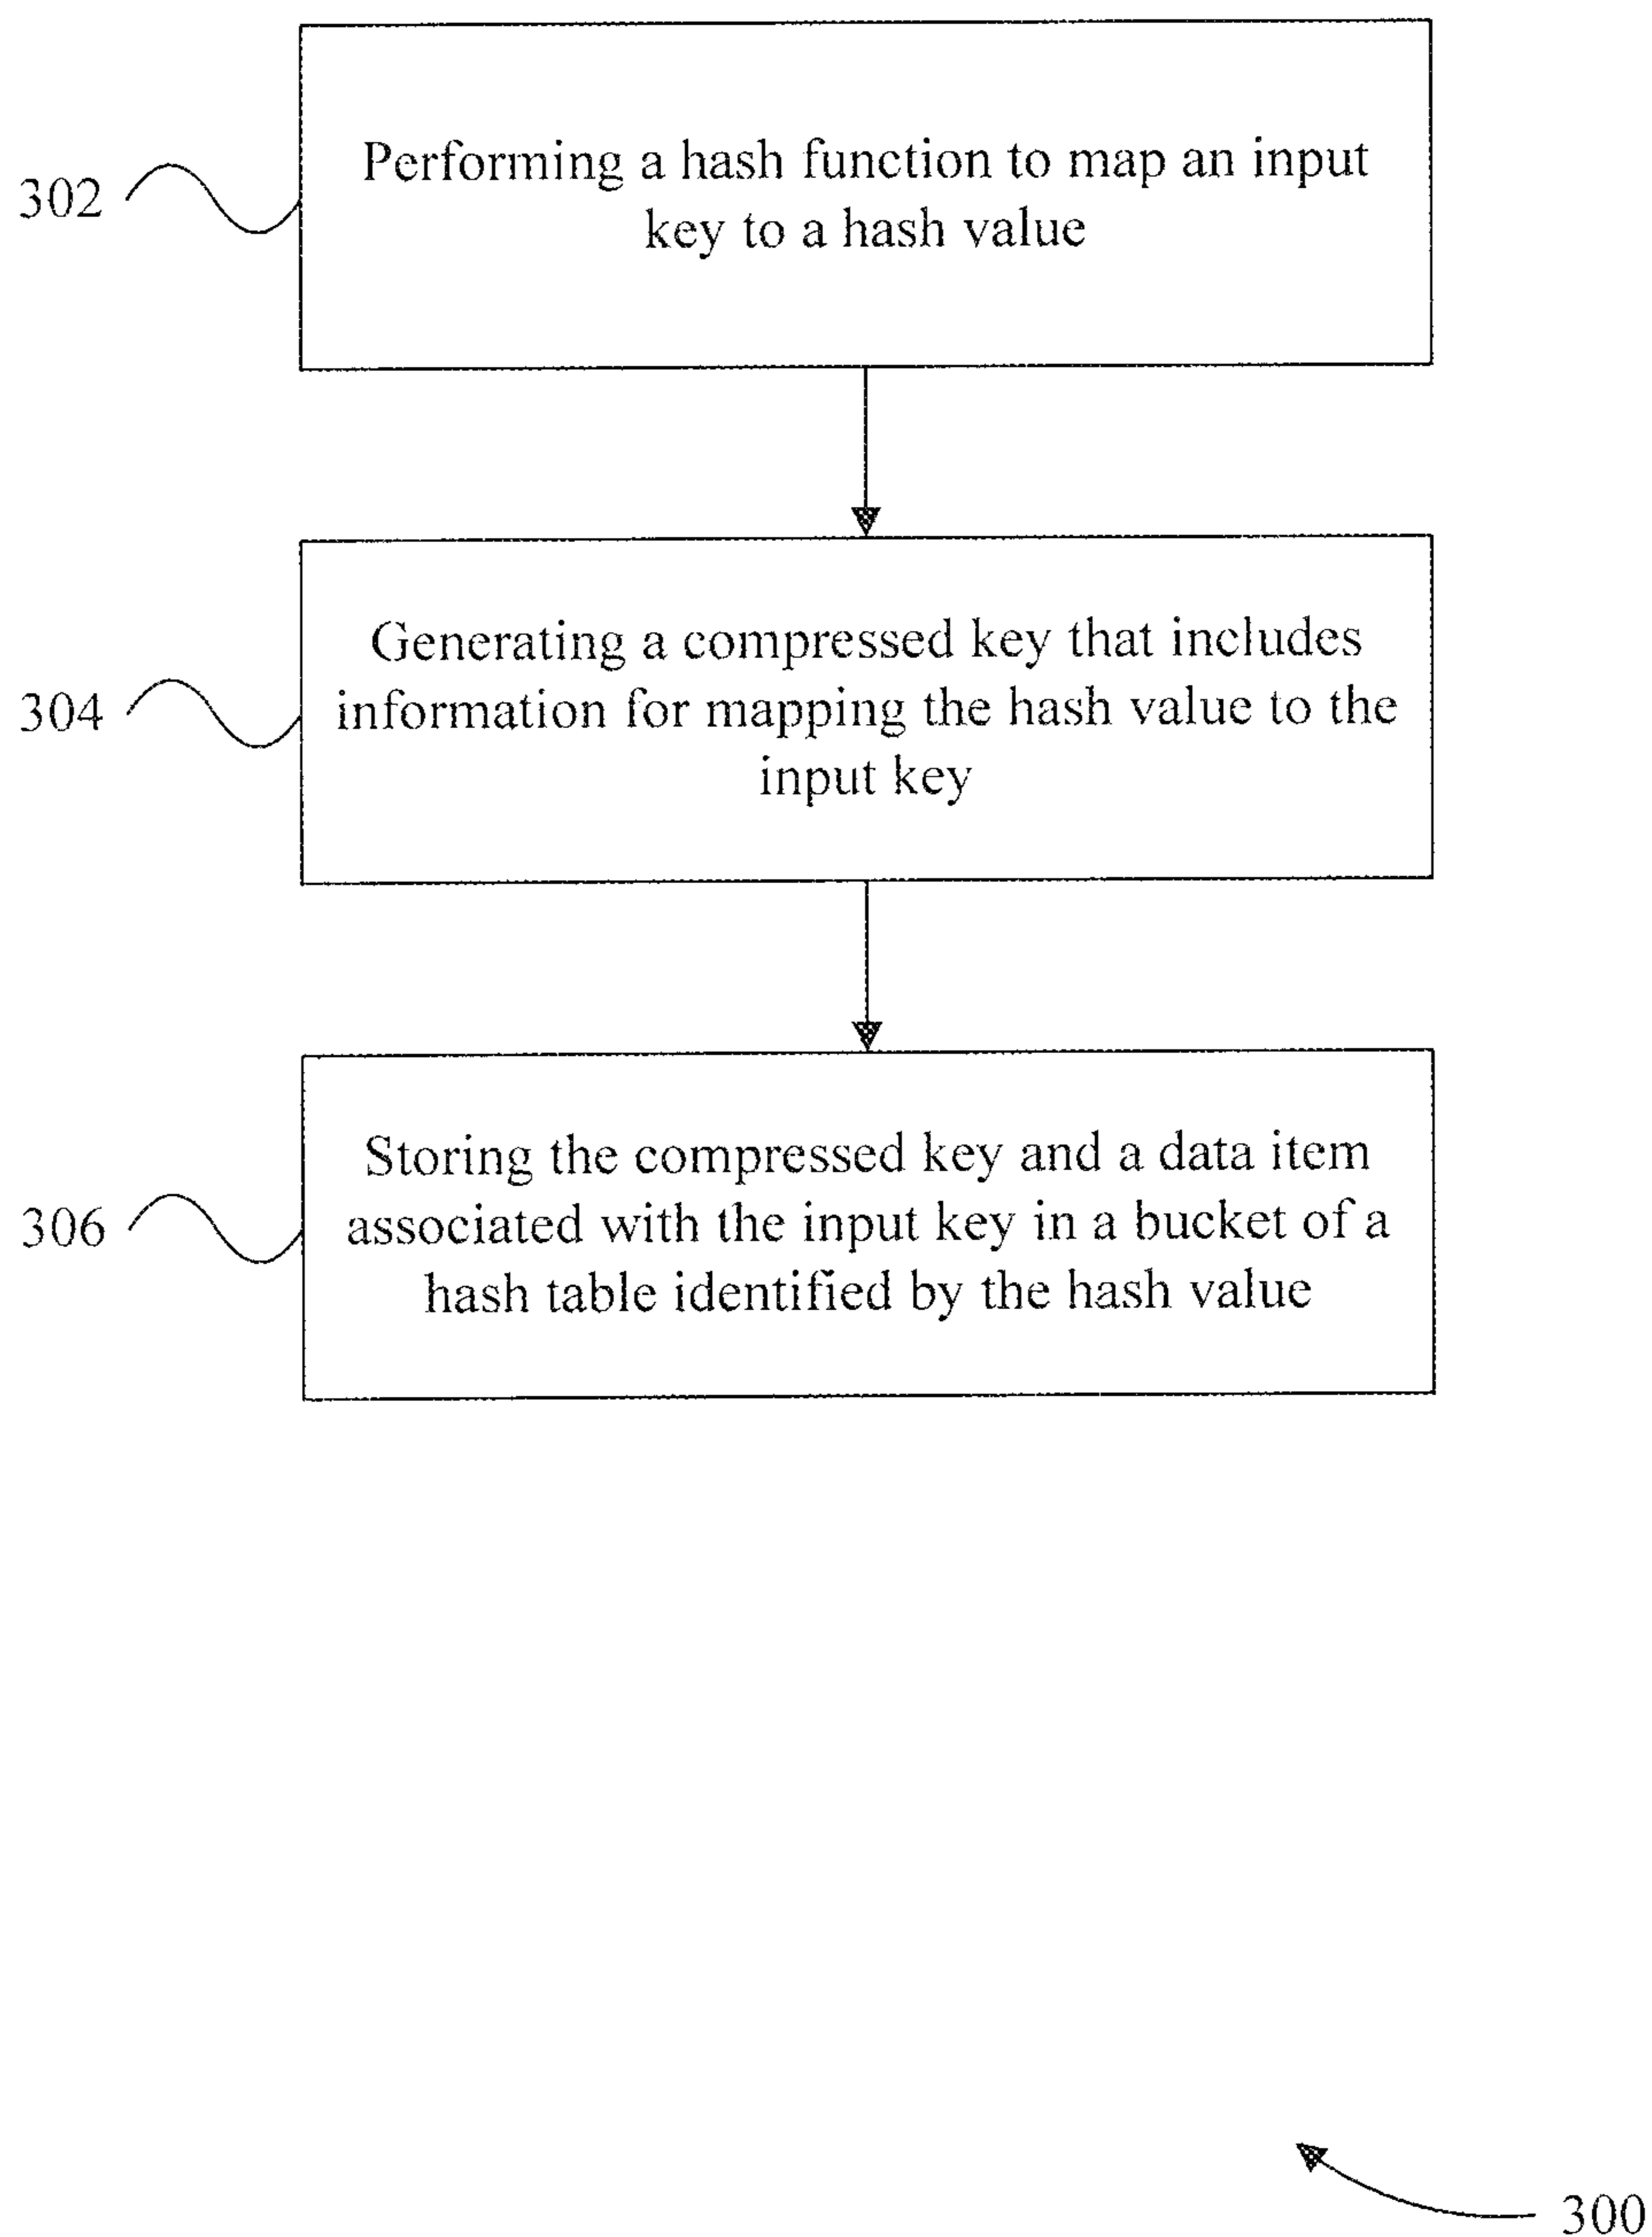 302
Performing a hash function to map an input
key to a hash value
304
Generating a compressed key that includes
information for mapping the hash value to the
input key
306
Storing the compressed key and a data item
associated with the input key in a bucket of a
hash table identified by the hash value
300